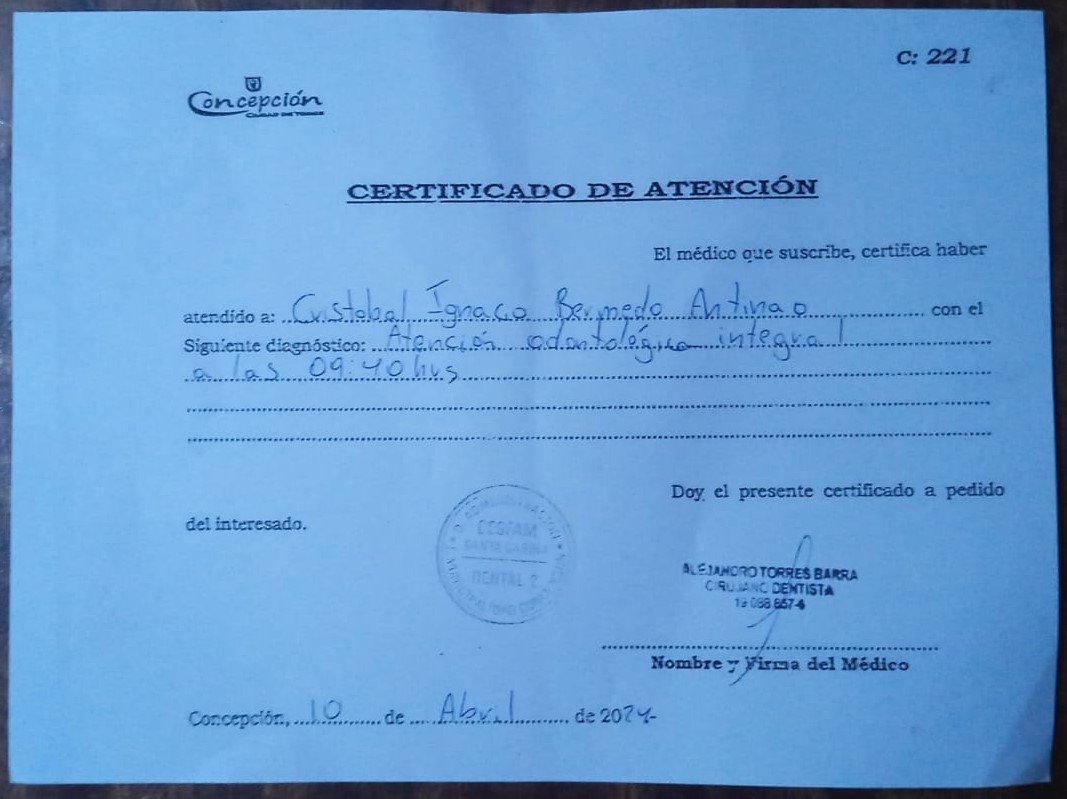 C: 221
Concepción
CERTIFICADO DE ATENCIÓN
El médico que suscribe, certifica haber
atendido a: Cristobal Ignacio Bermedo Antinao con el
Siguiente diagnóstico: Atención odontológica integral
a las 09:40 hrs
Doy el presente certificado a pedido
del interesado.
CESFAM
DENTAL 2
ALEJANDRO TORRES BARRA
CIRUJANO DENTISTA
Nombre y Firma del Médico
Concepción, 10 de Abril de 2024-